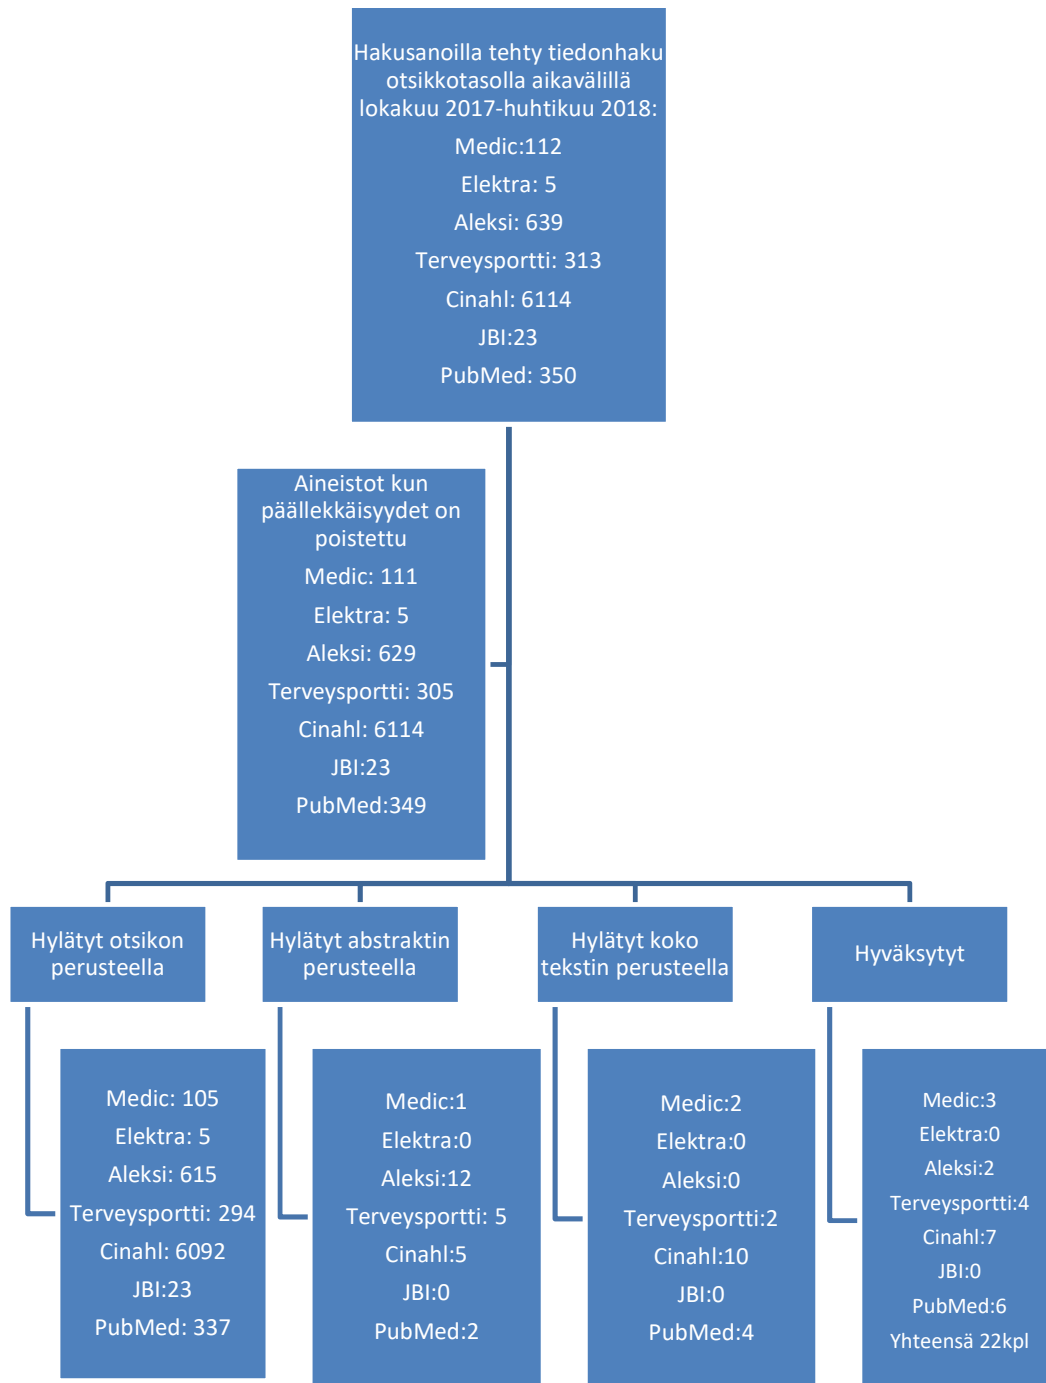 Hakusanoilla tehty tiedonhaku
otsikkotasolla aikavälillä
lokakuu 2017-huhtikuu 2018:
Medic:112
Elektra: 5
Aleksi: 639
Terveysportti: 313
Cinahl: 6114
JBI:23
PubMed: 350
Aineistot kun
päällekkäisyydet on
poistettu
Medic: 111
Elektra: 5
Aleksi: 629
Terveysportti: 305
Cinahl: 6114
JBI:23
PubMed:349
Hylätyt otsikon
perusteella
Medic: 105
Elektra: 5
Aleksi: 615
Terveysportti: 294
Cinahl: 6092
JBI:23
PubMed: 337
Hylätyt abstraktin
perusteella
Medic:1
Elektra:0
Aleksi:12
Terveysportti: 5
Cinahl:5
JBI:0
PubMed:2
Hylätyt koko
tekstin perusteella
Medic:2
Elektra:0
Aleksi:0
Terveysportti:2
Cinahl:10
JBI:0
PubMed:4
Hyväksytyt
Medic:3
Elektra:0
Aleksi:2
Terveysportti:4
Cinahl:7
JBI:0
PubMed:6
Yhteensä 22kpl